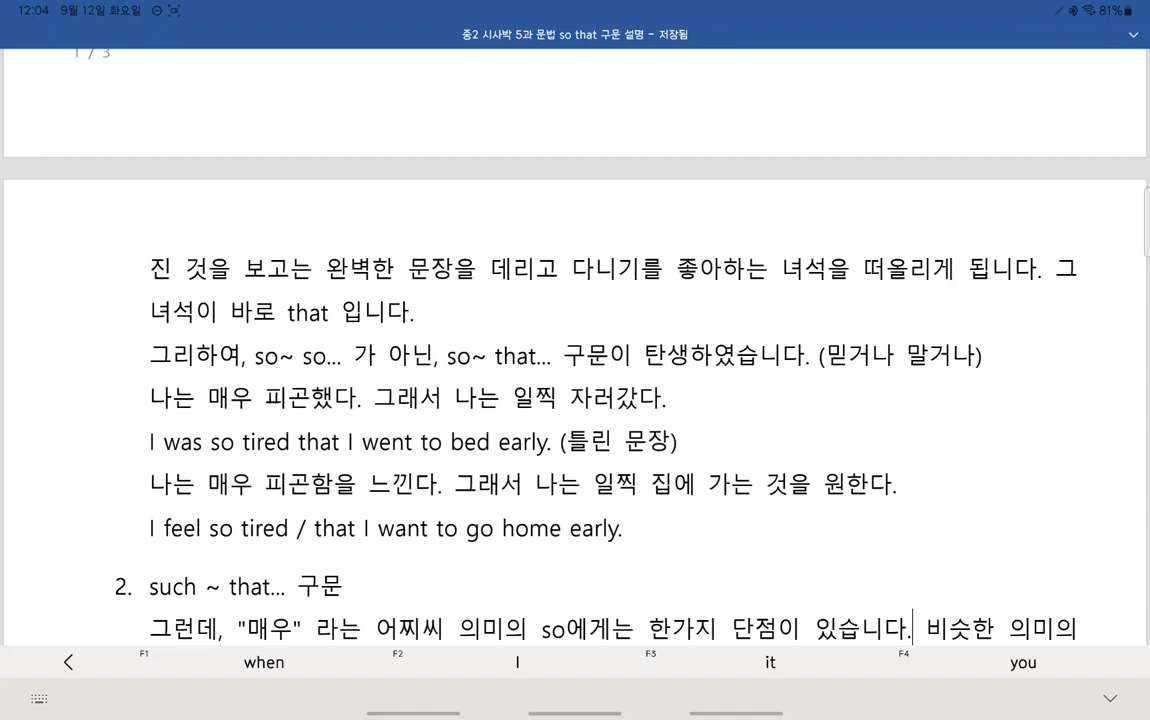 12:04 9월 12일 화요일 81%
중2 시사박 5과 문법 so that 구문 설명 – 저장됨
1 / 3
진 것을 보고는 완벽한 문장을 데리고 다니기를 좋아하는 녀석을 떠올리게 됩니다. 그
녀석이 바로 that 입니다.
그리하여, so~ so... 가 아닌, so~ that... 구문이 탄생하였습니다. (믿거나 말거나)
나는 매우 피곤했다. 그래서 나는 일찍 자러갔다.
I was so tired that I went to bed early. (틀린 문장)
나는 매우 피곤함을 느낀다. 그래서 나는 일찍 집에 가는 것을 원한다.
I feel so tired / that I want to go home early.
2. such ~ that... 구문
그런데, "매우" 라는 어찌씨 의미의 so에게는 한가지 단점이 있습니다. 비슷한 의미의
F1 when F2 I F3 it F4 you